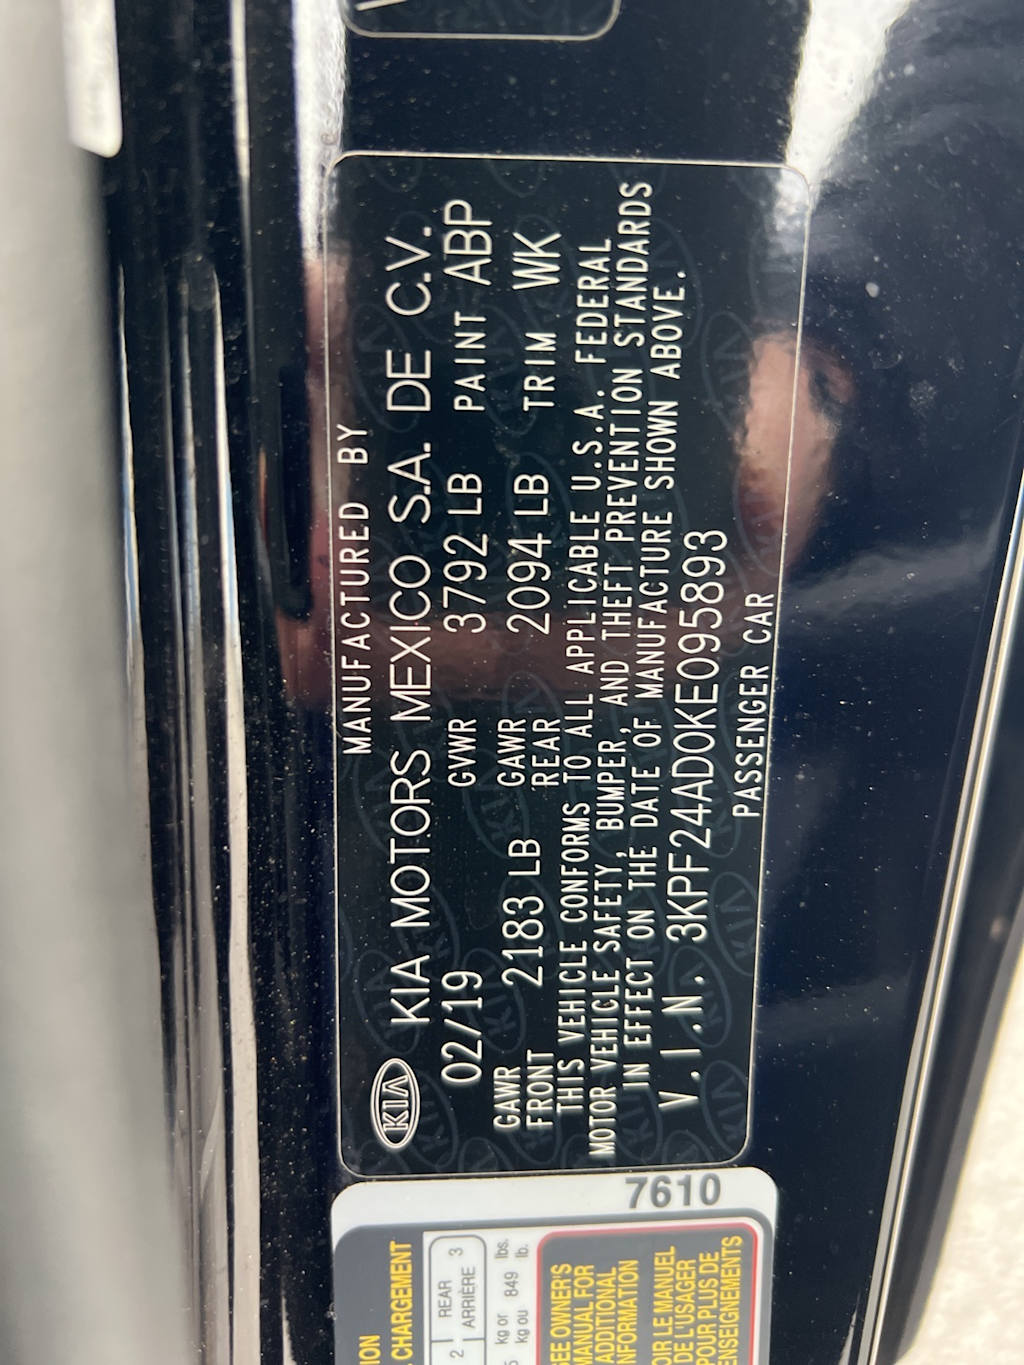 KIA
MANUFACTURED BY
KIA MOTORS MEXICO S.A. DE C.V.
02/19 GVWR 3792 LB PAINT ABP
GAWR FRONT 2183 LB GAWR REAR 2094 LB TRIM WK
THIS VEHICLE CONFORMS TO ALL APPLICABLE U.S.A. FEDERAL
MOTOR VEHICLE SAFETY, BUMPER, AND THEFT PREVENTION STANDARDS
IN EFFECT ON THE DATE OF MANUFACTURE SHOWN ABOVE.
V.I.N. 3KPF24AD0KE095893
PASSENGER CAR
7610
CHARGEMENT
2 REAR ARRIÈRE 3
kg or 849 lbs.
kg ou lb.
SEE OWNER'S
MANUAL FOR
ADDITIONAL
INFORMATION
VOIR LE MANUEL
DE L'USAGER
POUR PLUS DE
RENSEIGNEMENTS